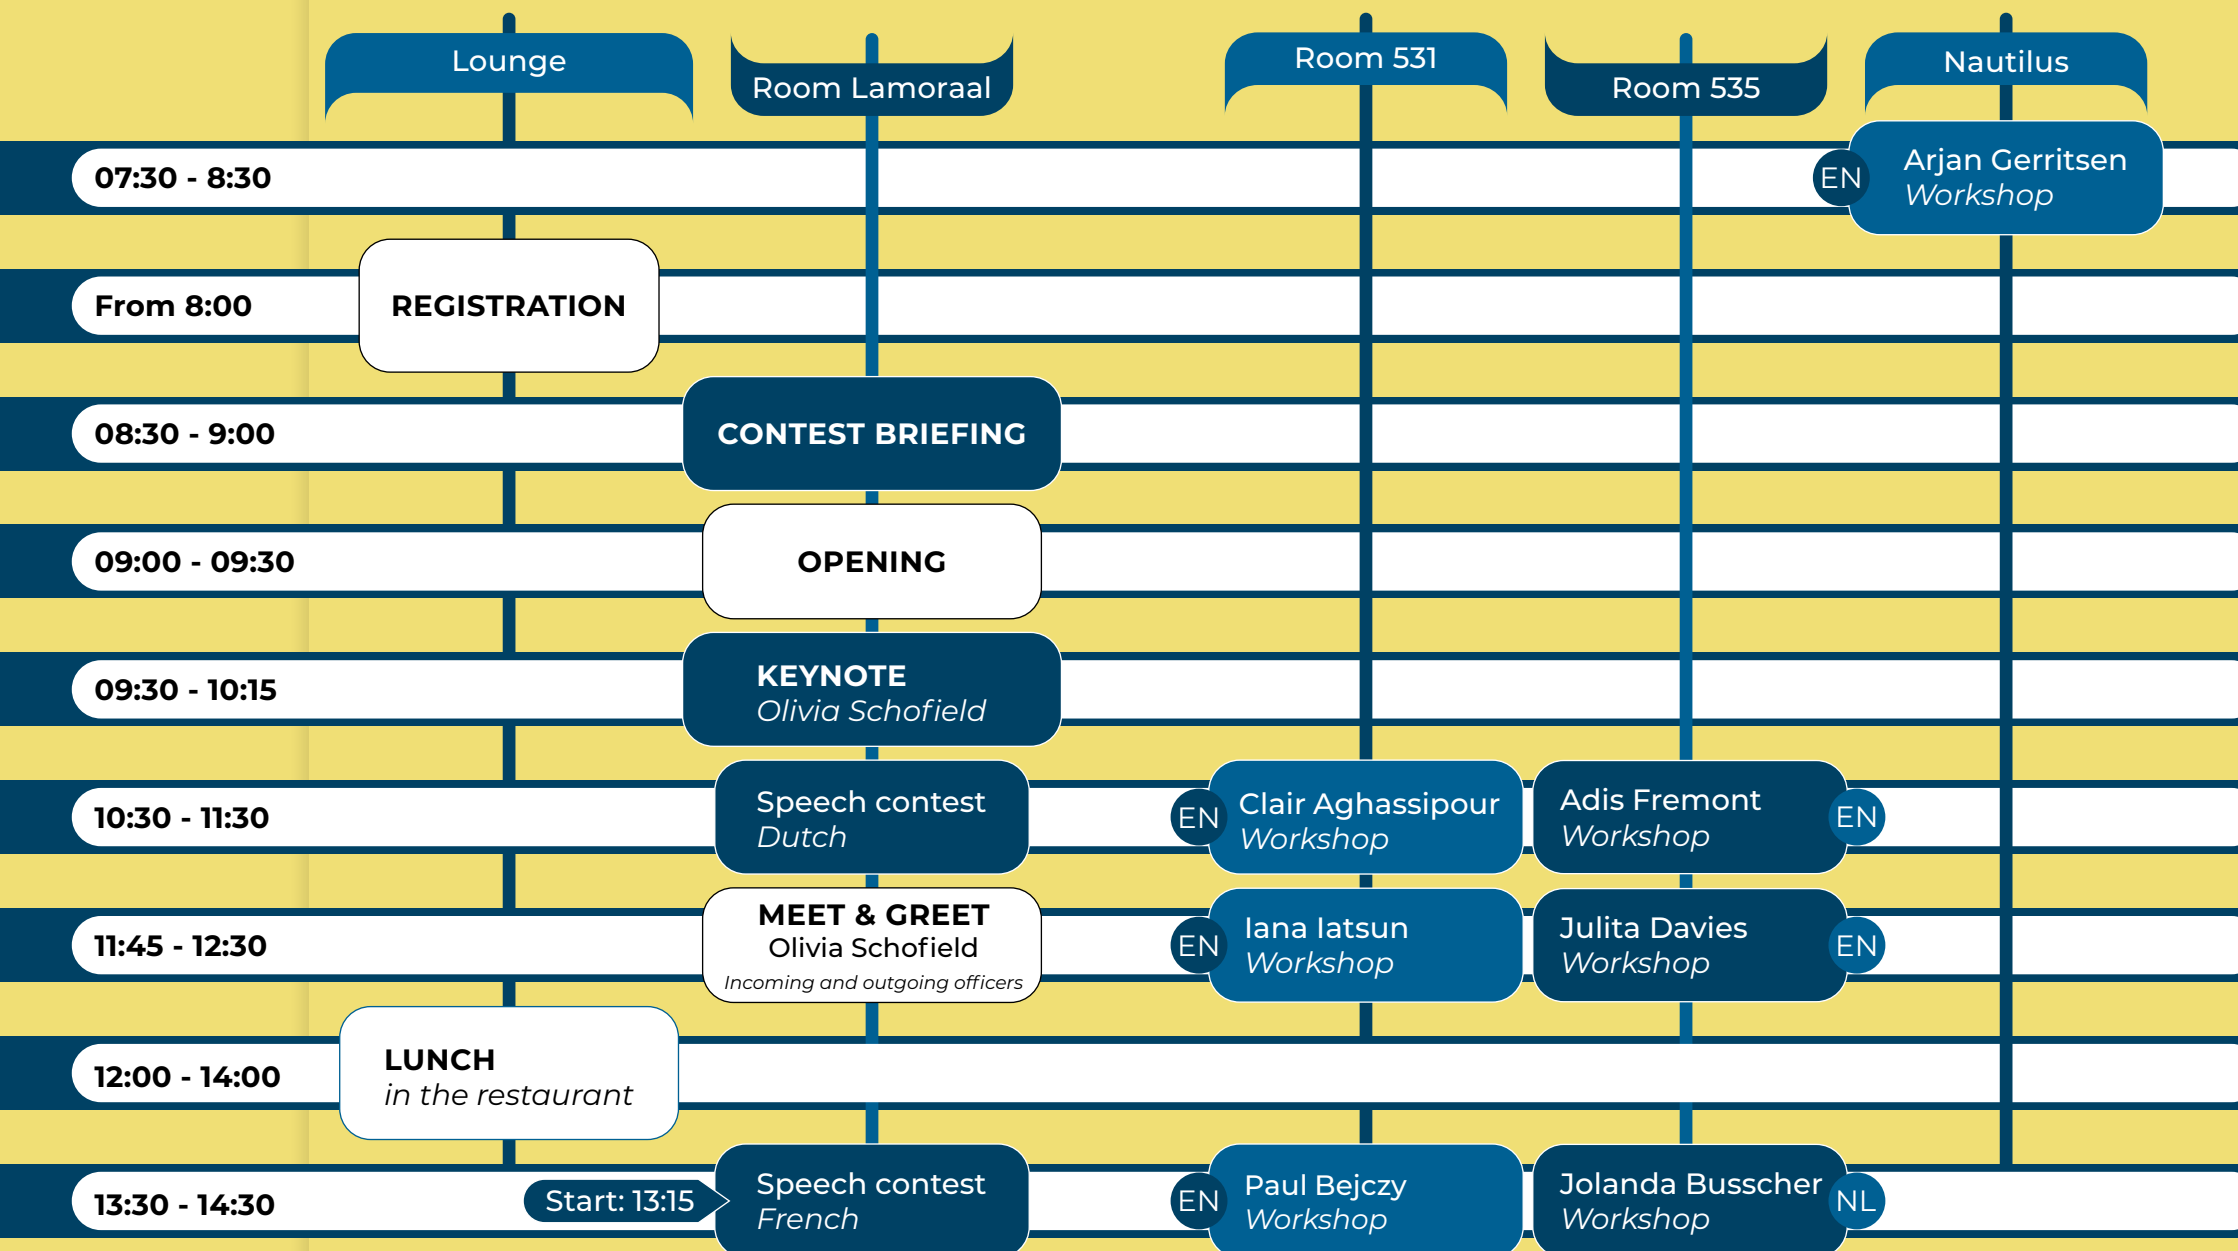 Lounge
Room Lamoraal
Room 531
Room 535
Nautilus
07:30 - 8:30
EN
Arjan Gerritsen
Workshop
From 8:00
REGISTRATION
08:30 - 9:00
CONTEST BRIEFING
09:00 - 09:30
OPENING
09:30 - 10:15
KEYNOTE
Olivia Schofield
10:30 - 11:30
Speech contest
Dutch
EN
Clair Aghassipour
Workshop
Adis Fremont
Workshop
EN
11:45 - 12:30
MEET & GREET
Olivia Schofield
Incoming and outgoing officers
EN
Iana Iatsun
Workshop
Julita Davies
Workshop
EN
12:00 - 14:00
LUNCH
in the restaurant
13:30 - 14:30
Start: 13:15
Speech contest
French
EN
Paul Bejczy
Workshop
Jolanda Busscher
Workshop
NL